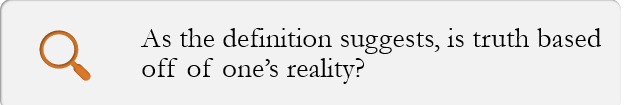 As the definition suggests, is truth based
off of one’s reality?